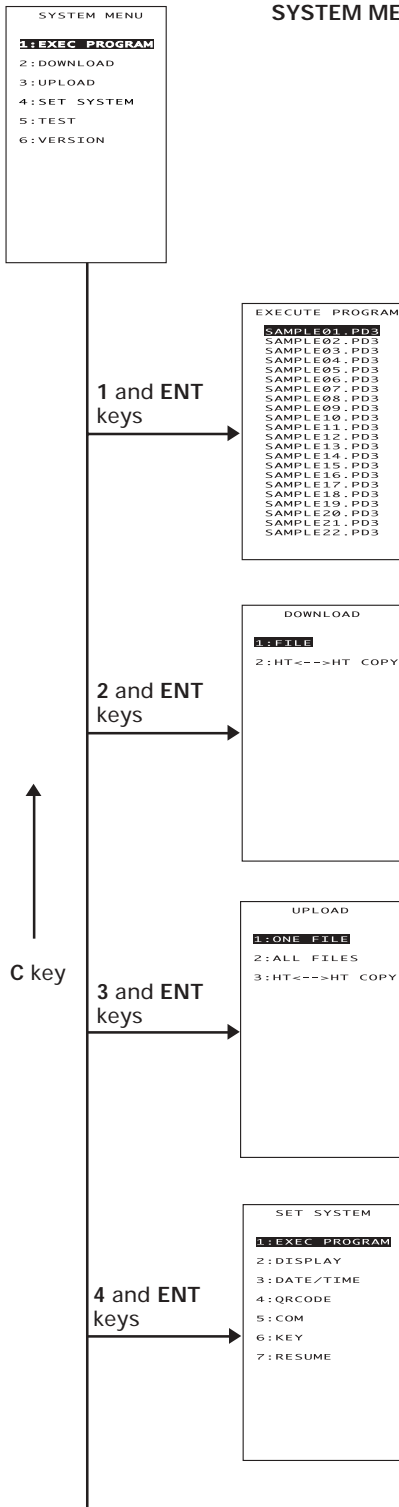 SYSTEM MENU
1:EXEC PROGRAM
2:DOWNLOAD
3:UPLOAD
4:SET SYSTEM
5:TEST
6:VERSION
SYSTEM ME
1 and ENT
keys
EXECUTE PROGRAM
SAMPLE01.PD3
SAMPLE02.PD3
SAMPLE03.PD3
SAMPLE04.PD3
SAMPLE05.PD3
SAMPLE06.PD3
SAMPLE07.PD3
SAMPLE08.PD3
SAMPLE09.PD3
SAMPLE10.PD3
SAMPLE11.PD3
SAMPLE12.PD3
SAMPLE13.PD3
SAMPLE14.PD3
SAMPLE15.PD3
SAMPLE16.PD3
SAMPLE17.PD3
SAMPLE18.PD3
SAMPLE19.PD3
SAMPLE20.PD3
SAMPLE21.PD3
SAMPLE22.PD3
2 and ENT
keys
DOWNLOAD
1:FILE
2:HT<-->HT COPY
C key
3 and ENT
keys
UPLOAD
1:ONE FILE
2:ALL FILES
3:HT<-->HT COPY
4 and ENT
keys
SET SYSTEM
1:EXEC PROGRAM
2:DISPLAY
3:DATE/TIME
4:QRCODE
5:COM
6:KEY
7:RESUME